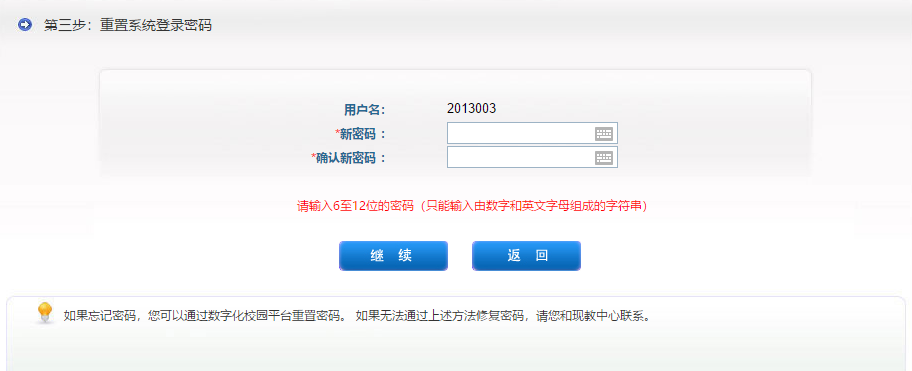 第三步：重置系统登录密码
用户名： 2013003
*新密码 ：
*确认新密码 ：
请输入6至12位的密码（只能输入由数字和英文字母组成的字符串）
继 续 返 回
如果忘记密码，您可以通过数字化校园平台重置密码。 如果无法通过上述方法修复密码，请您和现教中心联系。